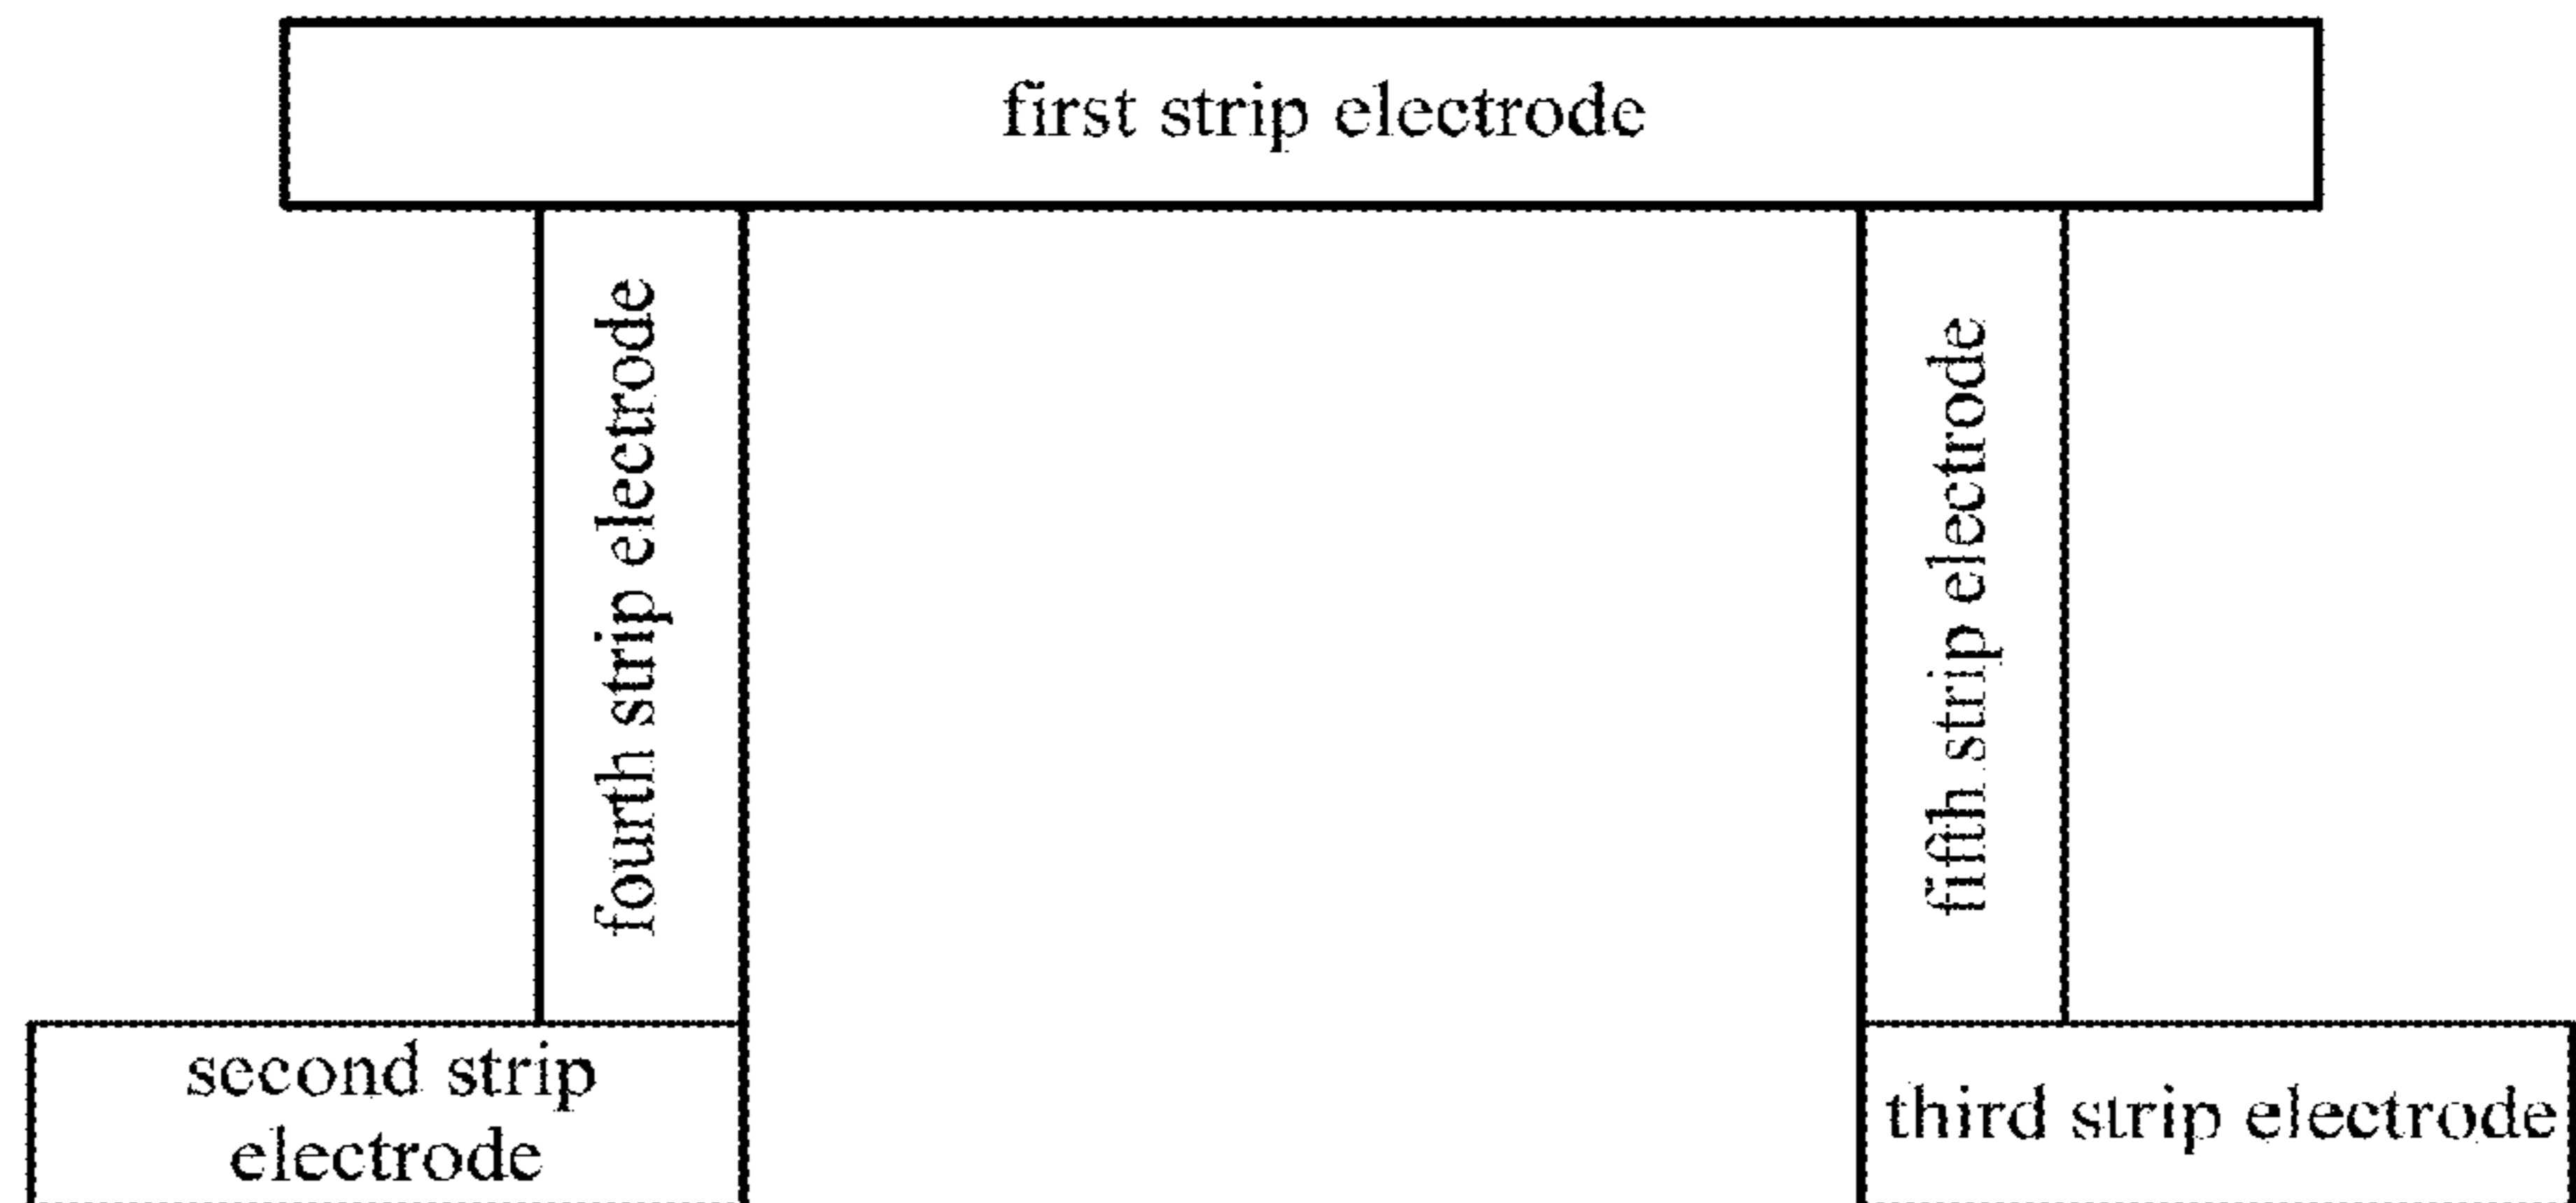 first strip electrode
fourth strip electrode
fifth strip electrode
second strip
electrode
third strip electrode